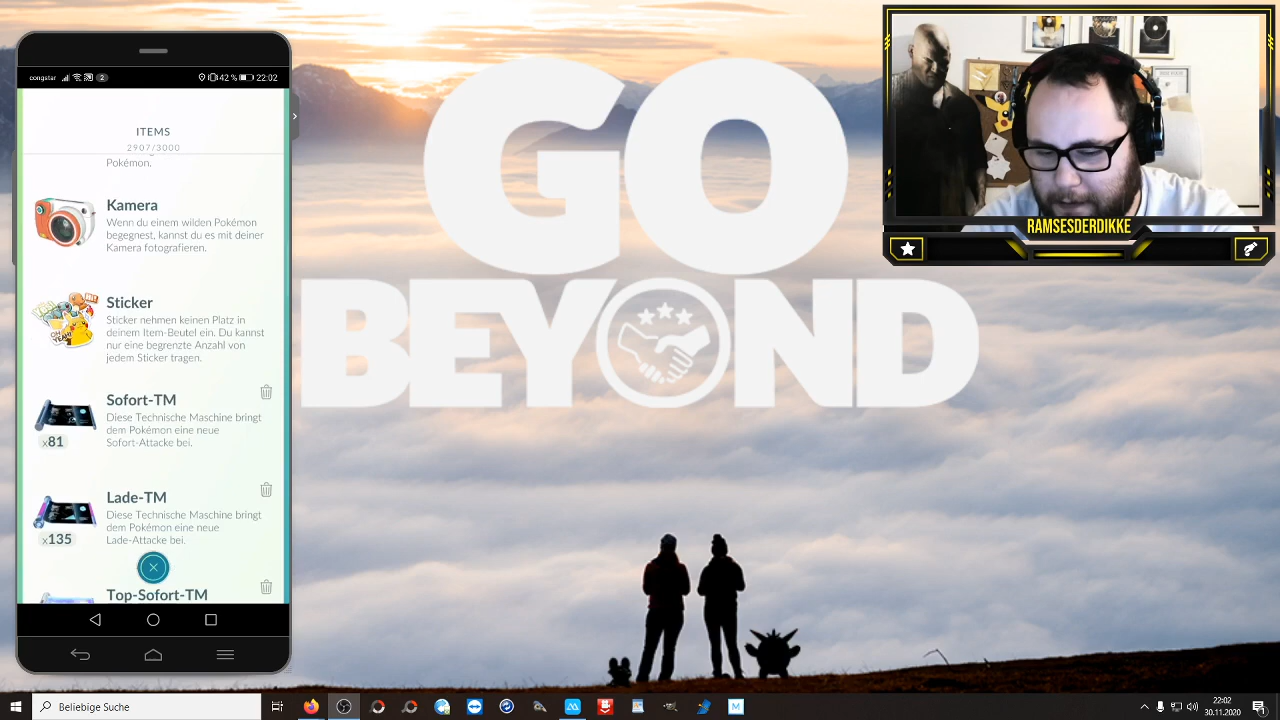 congstar
2
42 %
22:02
ITEMS
2907/3000
Pokémon.
Kamera
Wenn du einem wilden Pokémon
begegnest, kannst du es mit deiner
Kamera fotografieren.
Sticker
Sticker nehmen keinen Platz in
deinem Item-Beutel ein. Du kannst
nur eine begrenzte Anzahl von
jedem Sticker tragen.
Sofort-TM
Diese Technische Maschine bringt
dem Pokémon eine neue
Sofort-Attacke bei.
x81
Lade-TM
Diese Technische Maschine bringt
dem Pokémon eine neue
Lade-Attacke bei.
x135
Top-Sofort-TM
GO
BEYOND
RAMSESDERDIKKE
Beliebige Suche
M
22:02
30.11.2020